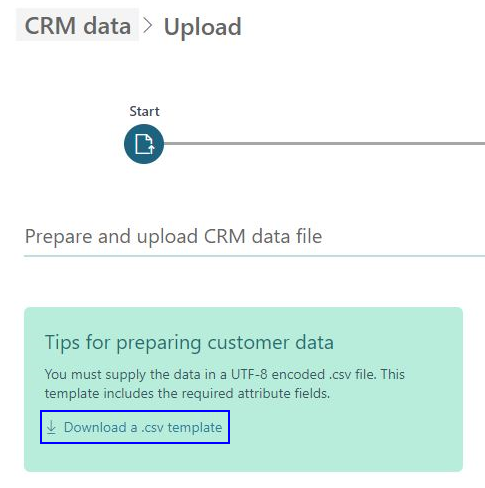 CRM data > Upload
Start
Prepare and upload CRM data file
Tips for preparing customer data
You must supply the data in a UTF-8 encoded .csv file. This
template includes the required attribute fields.
Download a .csv template